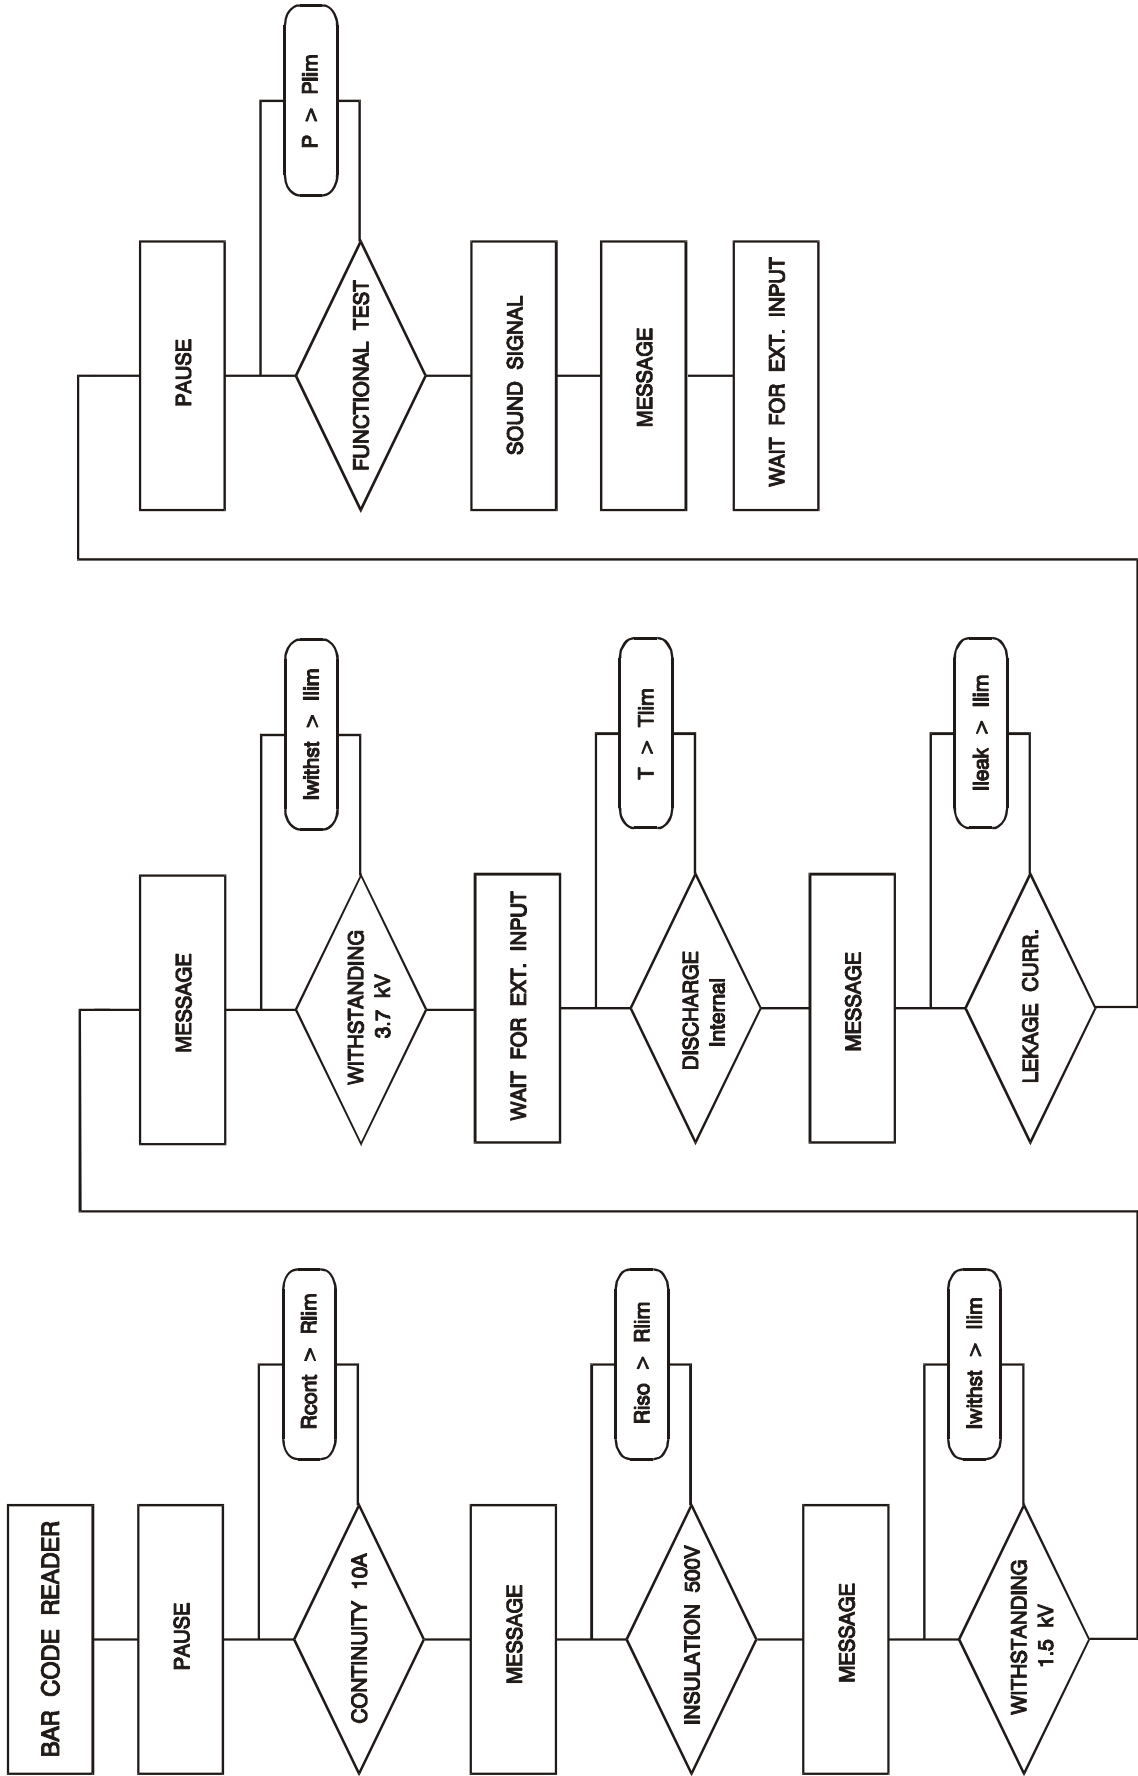 BAR CODE READER
PAUSE
CONTINUITY 10A
Rcont > Rlim
MESSAGE
INSULATION 500V
Riso > Rlim
MESSAGE
WITHSTANDING
1.5 kV
Iwithst > Ilim
MESSAGE
WITHSTANDING
3.7 kV
Iwithst > Ilim
WAIT FOR EXT. INPUT
DISCHARGE
Internal
T > Tlim
MESSAGE
LEKAGE CURR.
Ileak > Ilim
PAUSE
FUNCTIONAL TEST
P > Plim
SOUND SIGNAL
MESSAGE
WAIT FOR EXT. INPUT